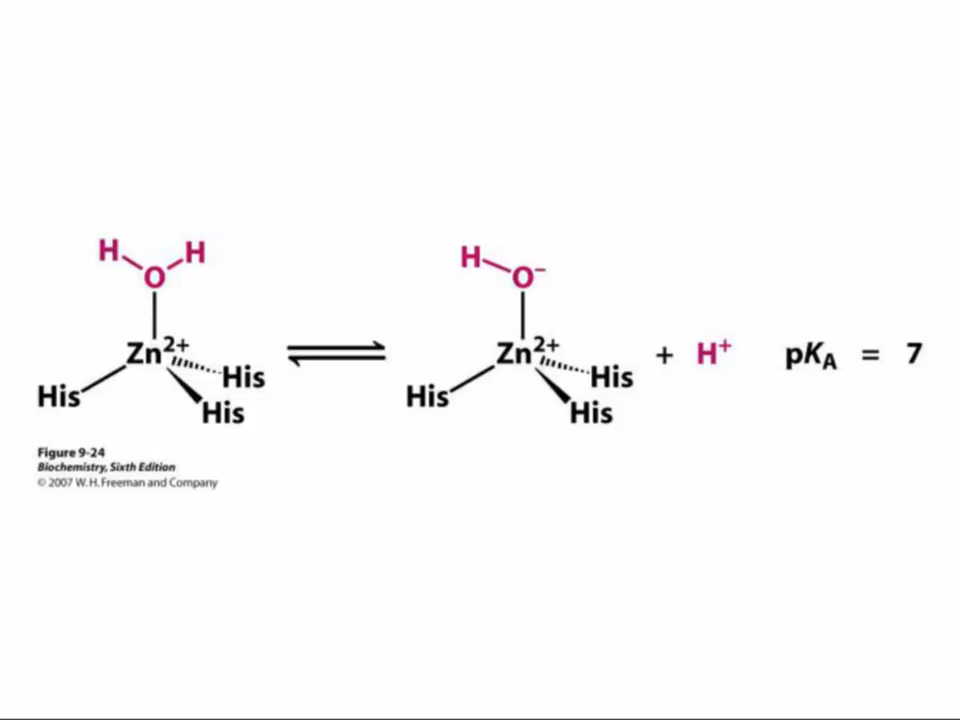 H H H
O O⁻
Zn²⁺ Zn²⁺ + H⁺ pKA = 7
His His His His
His His
Figure 9-24
Biochemistry, Sixth Edition
© 2007 W. H. Freeman and Company